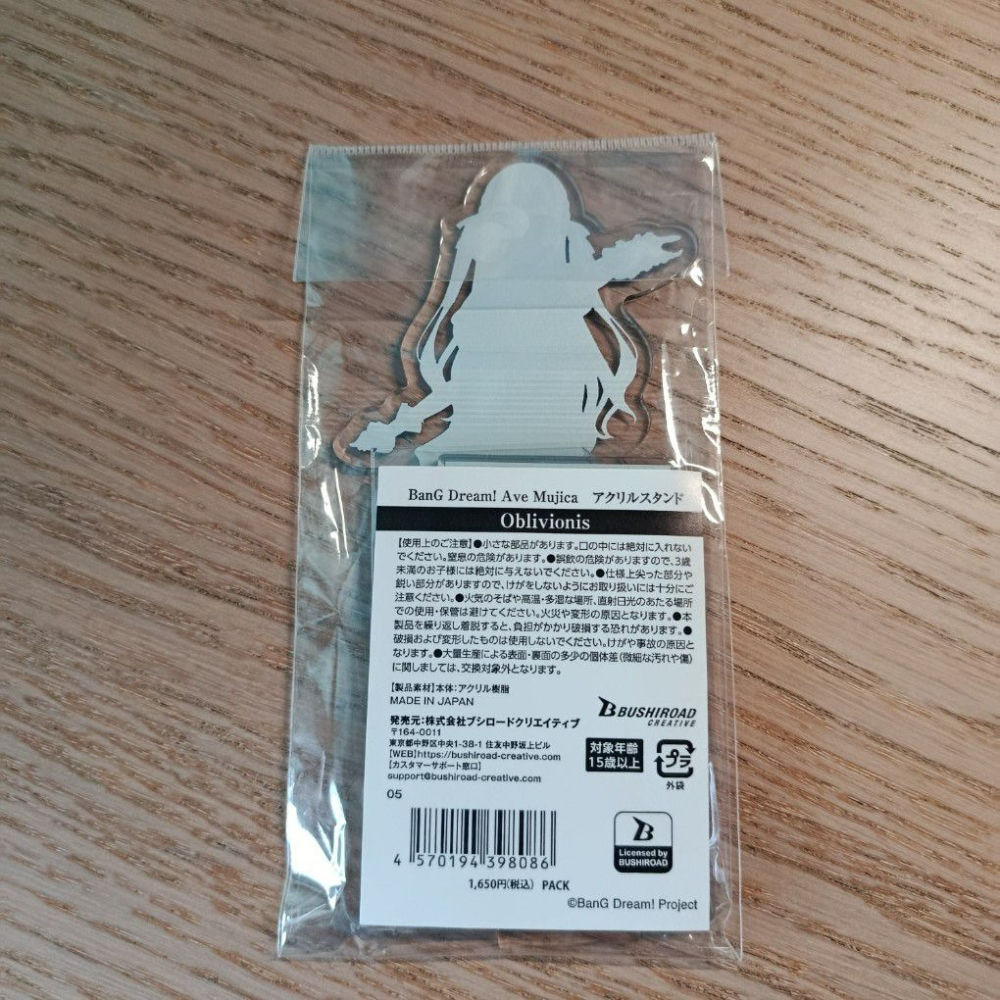 BanG Dream! Ave Mujica　アクリルスタンド
Oblivionis
【使用上のご注意】●小さな部品があります。口の中には絶対に入れない
でください。窒息の危険があります。●誤飲の危険がありますので、3歳
未満のお子様には絶対に与えないでください。●仕様上尖った部分や
鋭い部分がありますので、けがをしないようにお取り扱いには十分にご
注意ください。●火気のそばや高温・多湿な場所、直射日光のあたる場所
での使用・保管は避けてください。火災や変形の原因となります。●本
製品を繰り返し着脱すると、負担がかかり破損する恐れがあります。●
破損および変形したものは使用しないでください。けがや事故の原因と
なります。●大量生産による表面・裏面の多少の個体差(微細な汚れや傷)
に関しましては、交換対象外となります。
【製品素材】本体:アクリル樹脂
MADE IN JAPAN
発売元:株式会社ブシロードクリエイティブ
〒164-0011
東京都中野区中央1-38-1 住友中野坂上ビル
【WEB】https://bushiroad-creative.com
【カスタマーサポート窓口】
support@bushiroad-creative.com
BUSHIROAD
CREATIVE
対象年齢
15歳以上
プラ
外袋
05
4 570194 398086
1,650円(税込) PACK
B
Licensed by
BUSHIROAD
©BanG Dream! Project